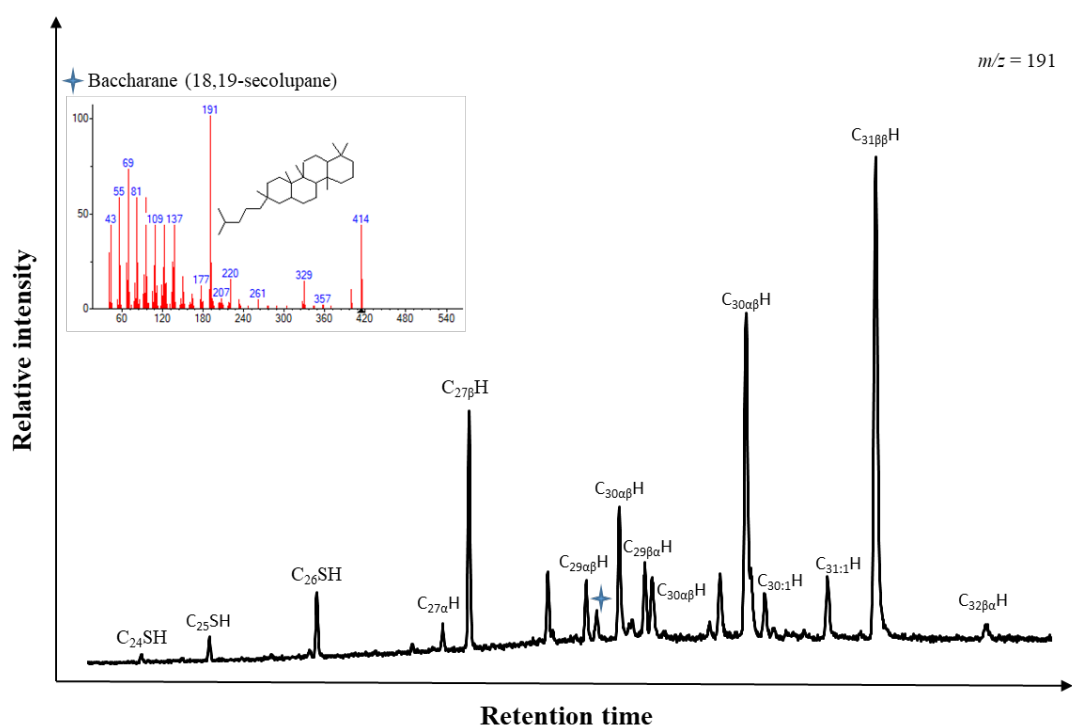 m/z = 191
Baccharane (18,19-secolupane)
100
50
0
43
55
69
81
109
137
177
191
207
220
261
329
357
414
60
120
180
240
300
360
420
480
540
C₂₄SH
C₂₅SH
C₂₆SH
C₂₇αH
C₂₇βH
C₂₉αβH
C₃₀αβH
C₂₉βαH
C₃₀αβH
C₃₀αβH
C₃₀:₁H
C₃₁:₁H
C₃₁ββH
C₃₂βαH
Relative intensity
Retention time